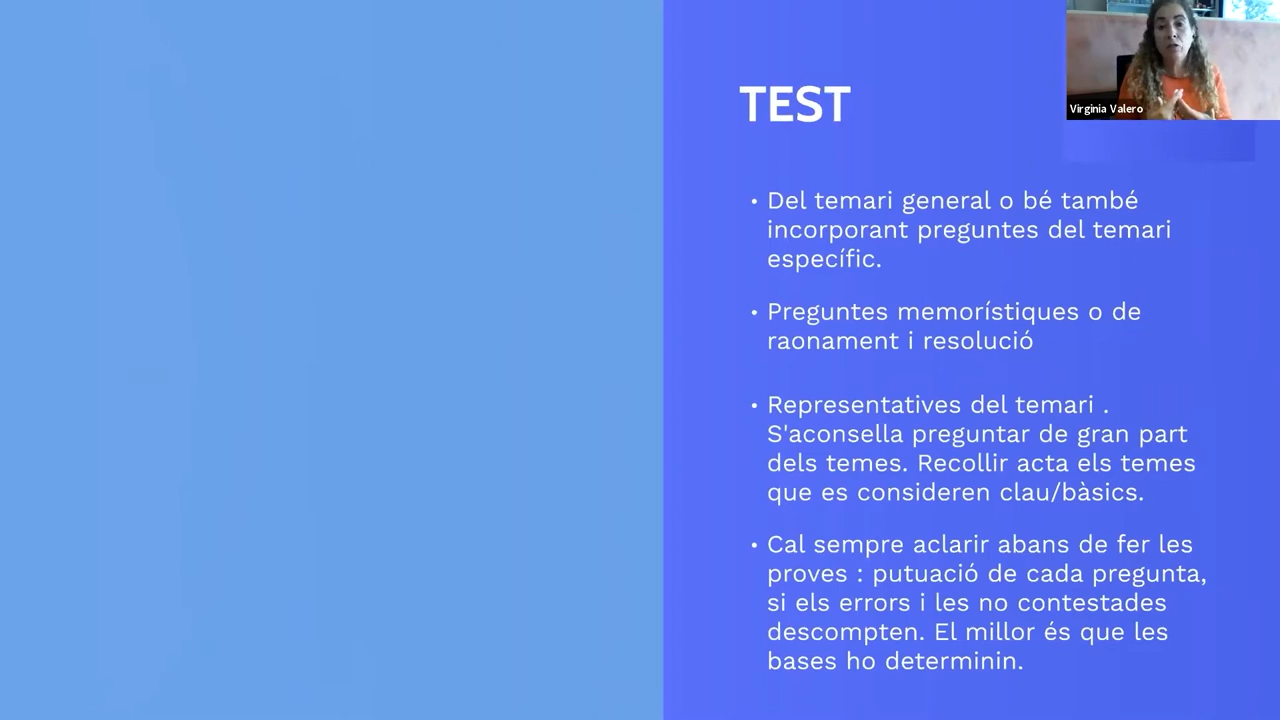 TEST
Virginia Valero
• Del temari general o bé també
incorporant preguntes del temari
específic.
• Preguntes memorístiques o de
raonament i resolució
• Representatives del temari .
S'aconsella preguntar de gran part
dels temes. Recollir acta els temes
que es consideren clau/bàsics.
• Cal sempre aclarir abans de fer les
proves : putuació de cada pregunta,
si els errors i les no contestades
descompten. El millor és que les
bases ho determinin.